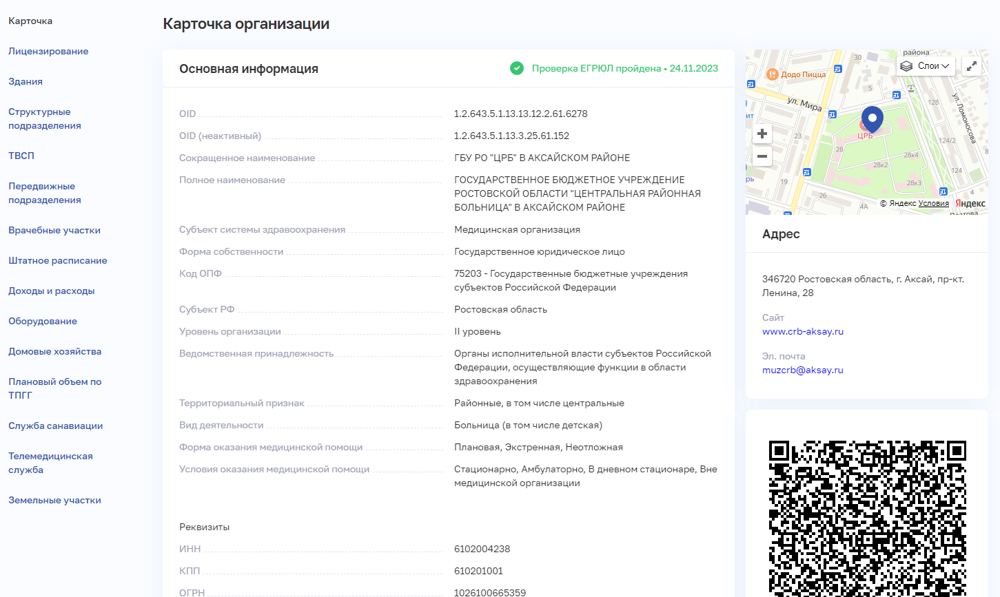 Карточка
Лицензирование
Здания
Структурные
подразделения
ТВСП
Передвижные
подразделения
Врачебные участки
Штатное расписание
Доходы и расходы
Оборудование
Домовые хозяйства
Плановый объем по
ТПГГ
Служба санавиации
Телемедицинская
служба
Земельные участки
Карточка организации
Основная информация
Проверка ЕГРЮЛ пройдена • 24.11.2023
OID 1.2.643.5.1.13.13.12.2.61.6278
OID (неактивный) 1.2.643.5.1.13.3.25.61.152
Сокращенное наименование ГБУ РО "ЦРБ" В АКСАЙСКОМ РАЙОНЕ
Полное наименование ГОСУДАРСТВЕННОЕ БЮДЖЕТНОЕ УЧРЕЖДЕНИЕ
РОСТОВСКОЙ ОБЛАСТИ "ЦЕНТРАЛЬНАЯ РАЙОННАЯ
БОЛЬНИЦА" В АКСАЙСКОМ РАЙОНЕ
Субъект системы здравоохранения Медицинская организация
Форма собственности Государственное юридическое лицо
Код ОПФ 75203 - Государственные бюджетные учреждения
субъектов Российской Федерации
Субъект РФ Ростовская область
Уровень организации II уровень
Ведомственная принадлежность Органы исполнительной власти субъектов Российской
Федерации, осуществляющие функции в области
здравоохранения
Территориальный признак Районные, в том числе центральные
Вид деятельности Больница (в том числе детская)
Форма оказания медицинской помощи Плановая, Экстренная, Неотложная
Условия оказания медицинской помощи Стационарно, Амбулаторно, В дневном стационаре, Вне
медицинской организации
Реквизиты
ИНН 6102004238
КПП 610201001
ОГРН 1026100665359
района
30
Слои
Додо Пицца
5
ул. Мира
128
ул. Ломоносова
ит
ЦРБ
23
124/2
28
28к4
28к2
124
рь
19
28к3
26
4
4А
© Яндекс Условия
Яндекс
Платова
Адрес
346720 Ростовская область, г. Аксай, пр-кт.
Ленина, 28
Сайт
www.crb-aksay.ru
Эл. почта
muzcrb@aksay.ru